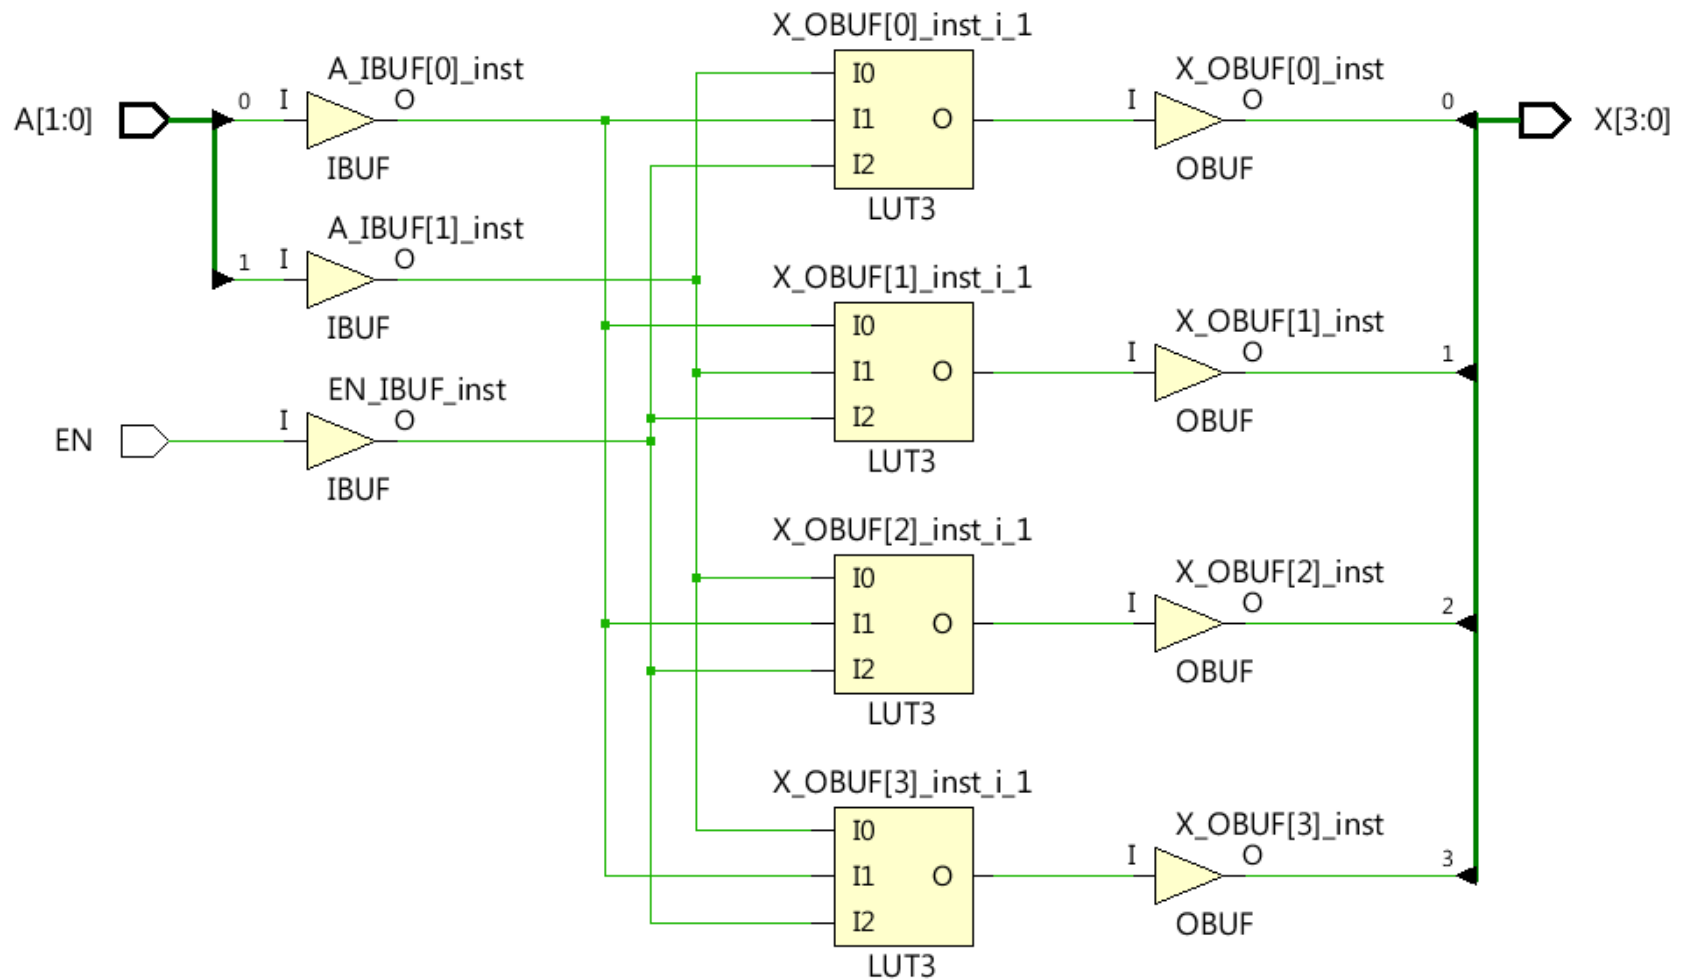 X_OBUF[0]_inst_i_1
A_IBUF[0]_inst
X_OBUF[0]_inst
A[1:0]
0
I
O
IBUF
I0
I1
I2
O
LUT3
I
O
OBUF
0
X[3:0]
A_IBUF[1]_inst
1
I
O
IBUF
X_OBUF[1]_inst_i_1
I0
I1
I2
O
LUT3
X_OBUF[1]_inst
I
O
OBUF
1
EN_IBUF_inst
EN
I
O
IBUF
X_OBUF[2]_inst_i_1
I0
I1
I2
O
LUT3
X_OBUF[2]_inst
I
O
OBUF
2
X_OBUF[3]_inst_i_1
I0
I1
I2
O
LUT3
X_OBUF[3]_inst
I
O
OBUF
3